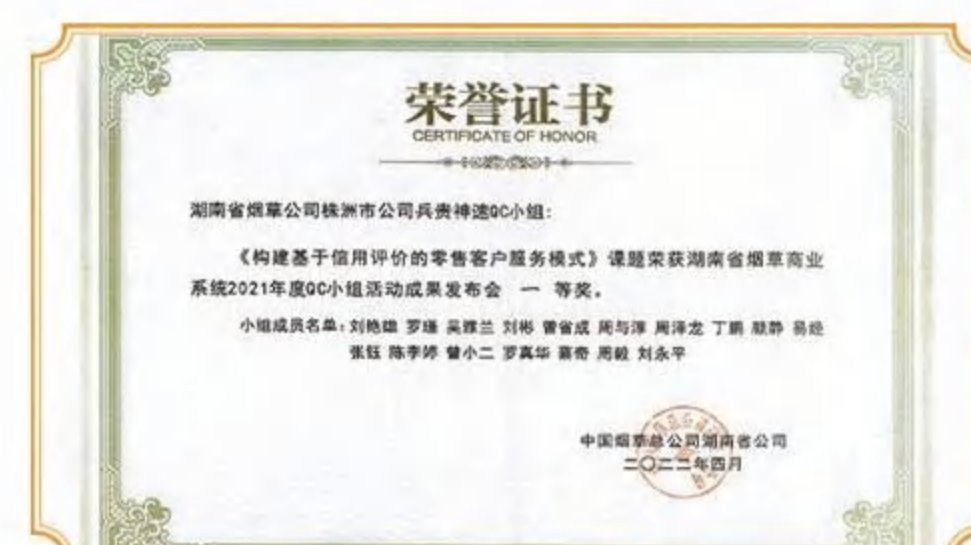 荣誉证书
CERTIFICATE OF HONOR
湖南省烟草公司株洲市公司兵贵神速QC小组:
《构建基于信用评价的零售客户服务模式》课题荣获湖南省烟草商业
系统2021年度QC小组活动成果发布会 一 等奖。
小组成员名单:刘艳雄 罗瑾 吴雅兰 刘彬 曾省成 周与淳 周泽龙 丁鹏 静 易经
张钰 陈李婷 曾小二 罗真华 奇 周毅 刘永平
中国烟草总公司湖南省公司
二〇二二年四月